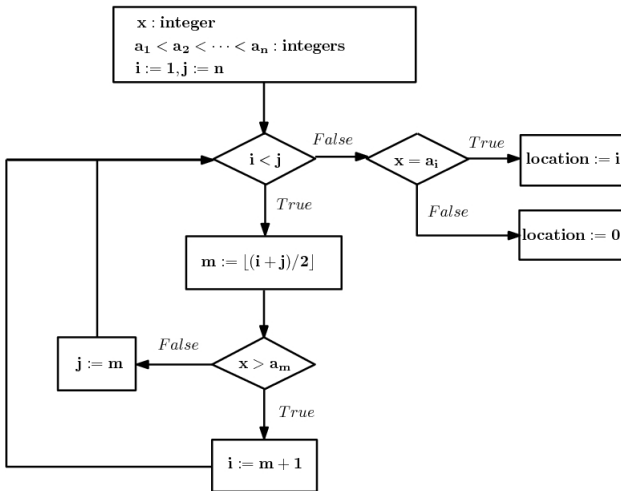 x : integer
a₁ < a₂ < ⋯ < aₙ : integers
i := 1, j := n
i < j
False
x = aᵢ
True
location := i
True
False
location := 0
m := ⌊(i + j)/2⌋
False
x > aₘ
j := m
True
i := m + 1